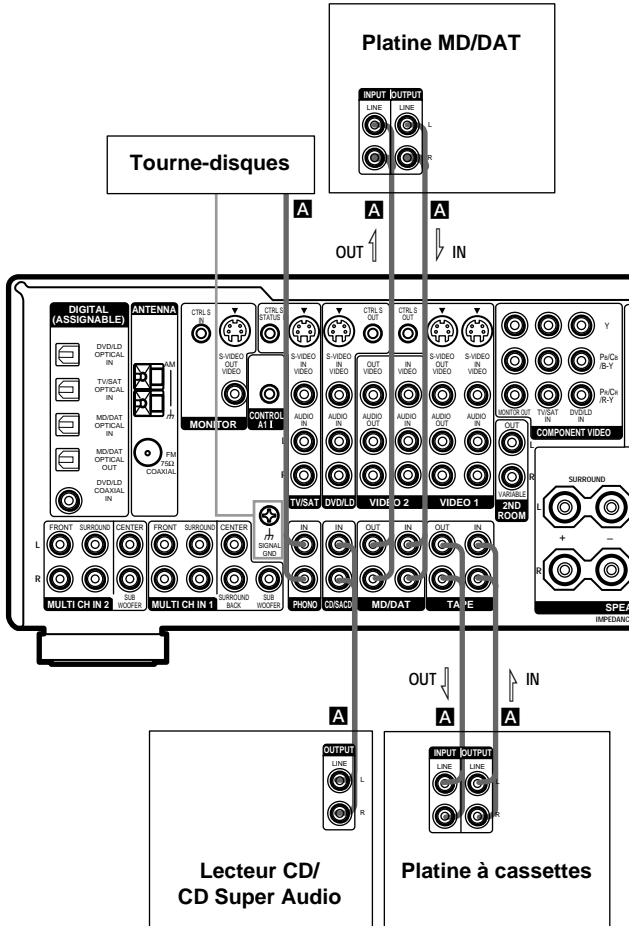 Platine MD/DAT
INPUT OUTPUT
LINE LINE
L
R
Tourne-disques
A A A
OUT IN
DIGITAL
(ASSIGNABLE)
DVD/LD
OPTICAL
IN
TV/SAT
OPTICAL
IN
MD/DAT
OPTICAL
IN
MD/DAT
OPTICAL
OUT
DVD/LD
COAXIAL
IN
ANTENNA
AM
FM
75Ω
COAXIAL
CTRL S
IN
S-VIDEO
OUT
VIDEO
MONITOR
CTRL S
STATUS
CONTROL
A1 II
S-VIDEO
IN
VIDEO
AUDIO
IN
L
R
TV/SAT
S-VIDEO
IN
VIDEO
AUDIO
IN
DVD/LD
CTRL S
OUT
OUT
VIDEO
AUDIO
OUT
CTRL S
OUT
IN
VIDEO
AUDIO
IN
VIDEO 2
S-VIDEO
OUT
VIDEO
AUDIO
OUT
S-VIDEO
IN
VIDEO
AUDIO
IN
VIDEO 1
Y
PB/CB
/B-Y
PR/CR
/R-Y
MONITOR OUT
TV/SAT
IN
DVD/LD
IN
COMPONENT VIDEO
OUT
L
R
VARIABLE
2ND
ROOM
SURROUND
L
+ –
R
SPEA
IMPEDANC
SIGNAL
GND
FRONT SURROUND CENTER
L
R
SUB
WOOFER
MULTI CH IN 2
FRONT SURROUND CENTER
SURROUND
BACK
SUB
WOOFER
MULTI CH IN 1
IN
PHONO
IN
CD/SACD
OUT IN
MD/DAT
OUT IN
TAPE
OUT IN
A A A
OUTPUT
LINE
L
R
Lecteur CD/
CD Super Audio
INPUT OUTPUT
LINE LINE
L
R
Platine à cassettes